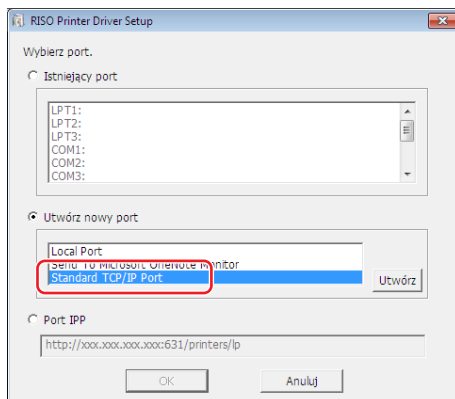 RISO Printer Driver Setup
Wybierz port.
Istniejący port
LPT1:
LPT2:
LPT3:
COM1:
COM2:
COM3:
Utwórz nowy port
Local Port
Send To Microsoft OneNote Monitor
Standard TCP/IP Port
Utwórz
Port IPP
http://xxx.xxx.xxx.xxx:631/printers/lp
OK
Anuluj